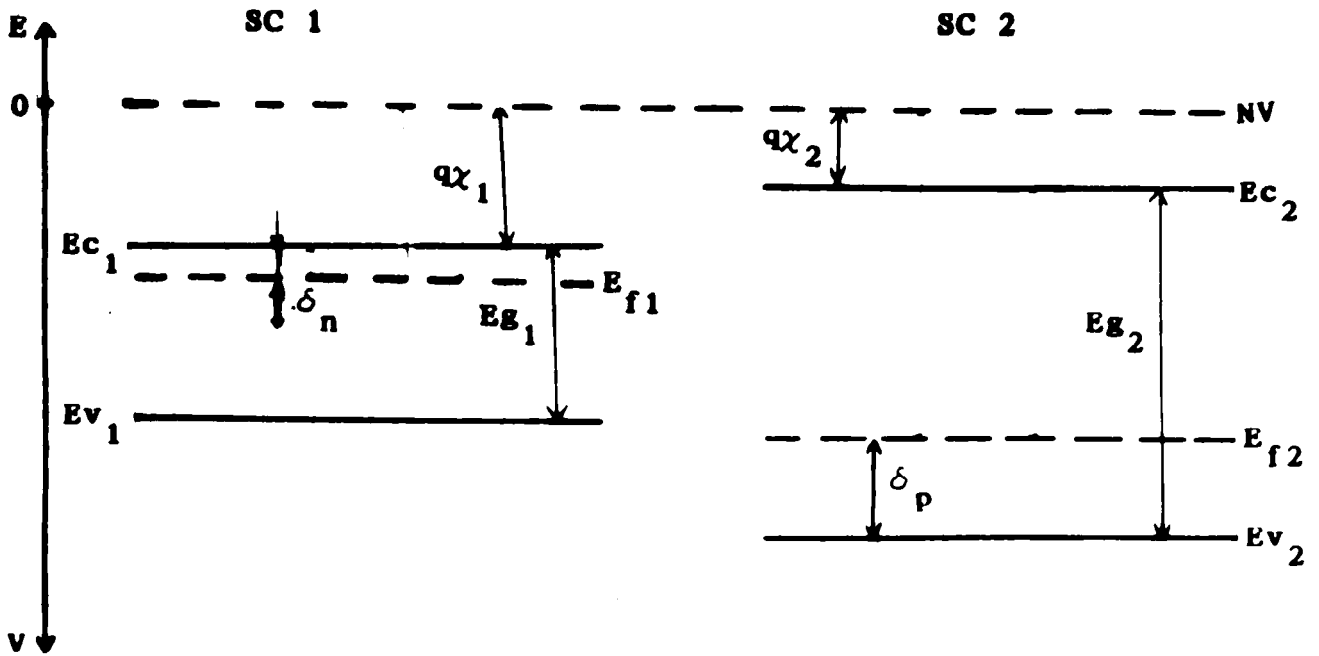 E
SC 1
SC 2
0
NV
qχ1
qχ2
Ec1
Ec2
Ef1
δn
Eg1
Eg2
Ev1
Ef2
δp
Ev2
V